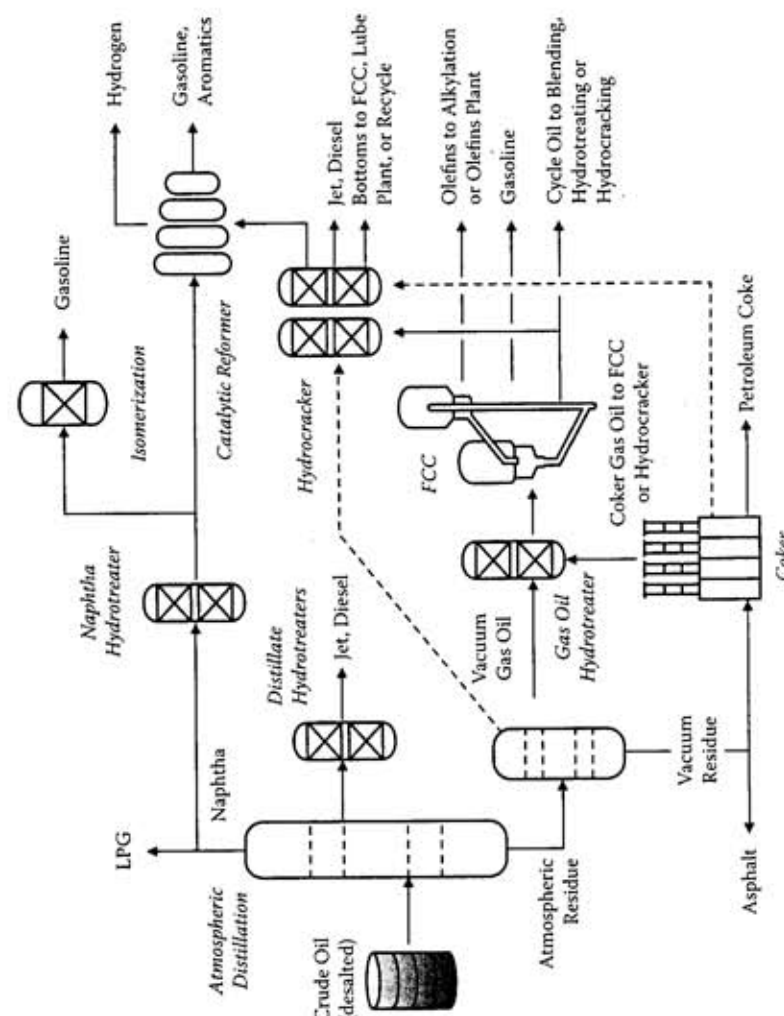 Hydrogen
Gasoline,
Aromatics
Gasoline
Isomerization
Catalytic Reformer
Naphtha
Hydrotreater
Jet, Diesel
Bottoms to FCC, Lube
Plant, or Recycle
Hydrocracker
Olefins to Alkylation
or Olefins Plant
Gasoline
Cycle Oil to Blending,
Hydrotreating or
Hydrocracking
FCC
Distillate
Hydrotreaters
Jet, Diesel
LPG
Naphtha
Atmospheric
Distillation
Crude Oil
(desalted)
Vacuum
Gas Oil
Gas Oil
Hydrotreater
Coker Gas Oil to FCC
or Hydrocracker
Petroleum Coke
Coker
Atmospheric
Residue
Vacuum
Residue
Asphalt